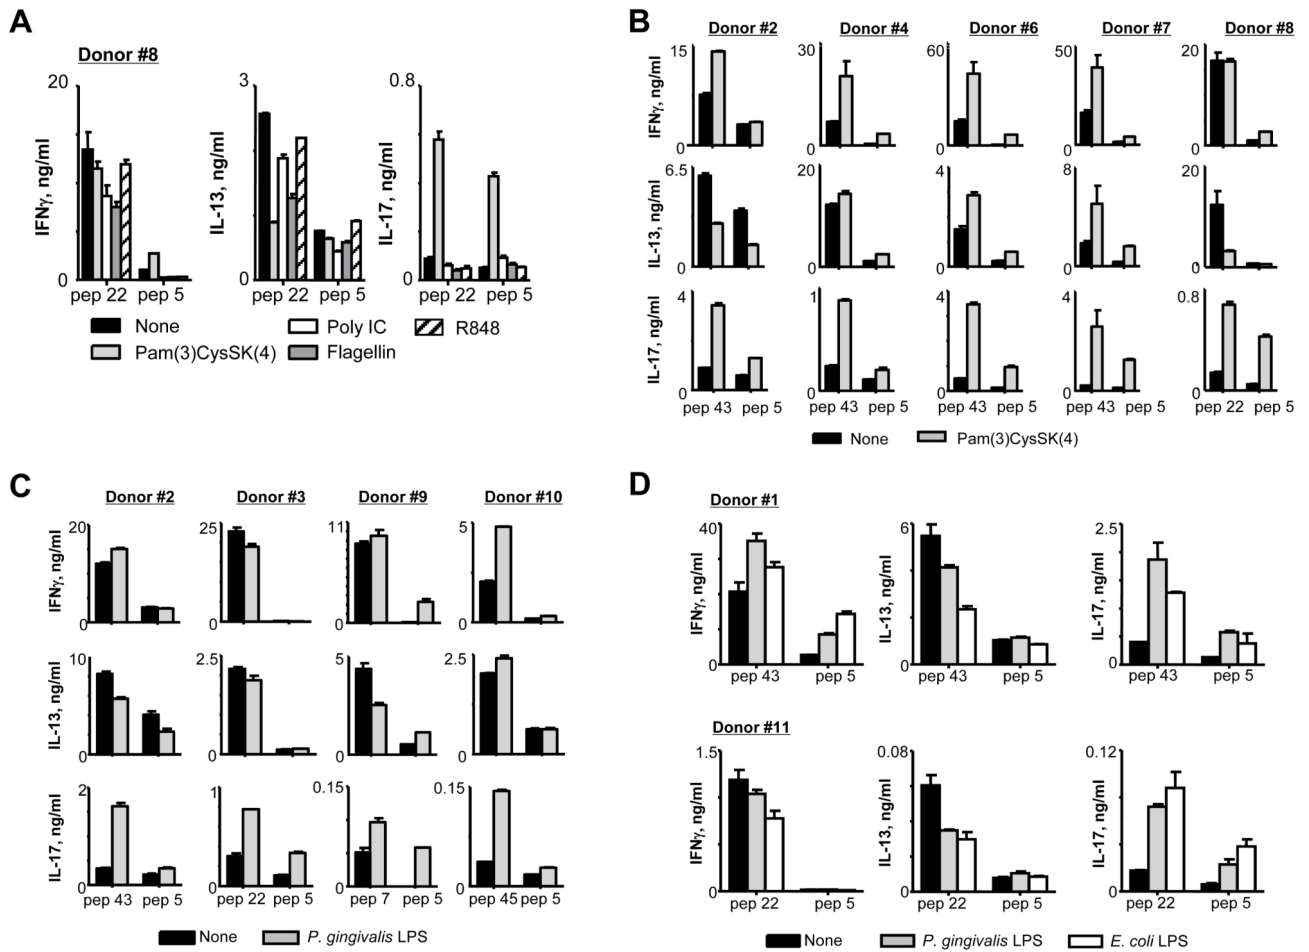 A
Donor #8
IFNγ, ng/ml
20
0
pep 22 pep 5
IL-13, ng/ml
3
0
pep 22 pep 5
IL-17, ng/ml
0.8
0
pep 22 pep 5
None
Poly IC
R848
Pam(3)CysSK(4)
Flagellin
B
Donor #2 Donor #4 Donor #6 Donor #7 Donor #8
IFNγ, ng/ml
15 0 30 0 60 0 50 0 20 0
IL-13, ng/ml
6.5 0 20 0 4 0 8 0 20 0
IL-17, ng/ml
4 0 1 0 4 0 4 0 0.8 0
pep 43 pep 5 pep 43 pep 5 pep 43 pep 5 pep 43 pep 5 pep 22 pep 5
None Pam(3)CysSK(4)
C
Donor #2 Donor #3 Donor #9 Donor #10
IFNγ, ng/ml
20 0 25 0 11 0 5 0
IL-13, ng/ml
10 0 2.5 0 5 0 2.5 0
IL-17, ng/ml
2 0 1 0 0.15 0 0.15 0
pep 43 pep 5 pep 22 pep 5 pep 7 pep 5 pep 45 pep 5
None P. gingivalis LPS
D
Donor #1
IFNγ, ng/ml
40
0
pep 43 pep 5
IL-13, ng/ml
6
0
pep 43 pep 5
IL-17, ng/ml
2.5
0
pep 43 pep 5
Donor #11
IFNγ, ng/ml
1.5
0
pep 22 pep 5
IL-13, ng/ml
0.08
0
pep 22 pep 5
IL-17, ng/ml
0.12
0
pep 22 pep 5
None P. gingivalis LPS E. coli LPS